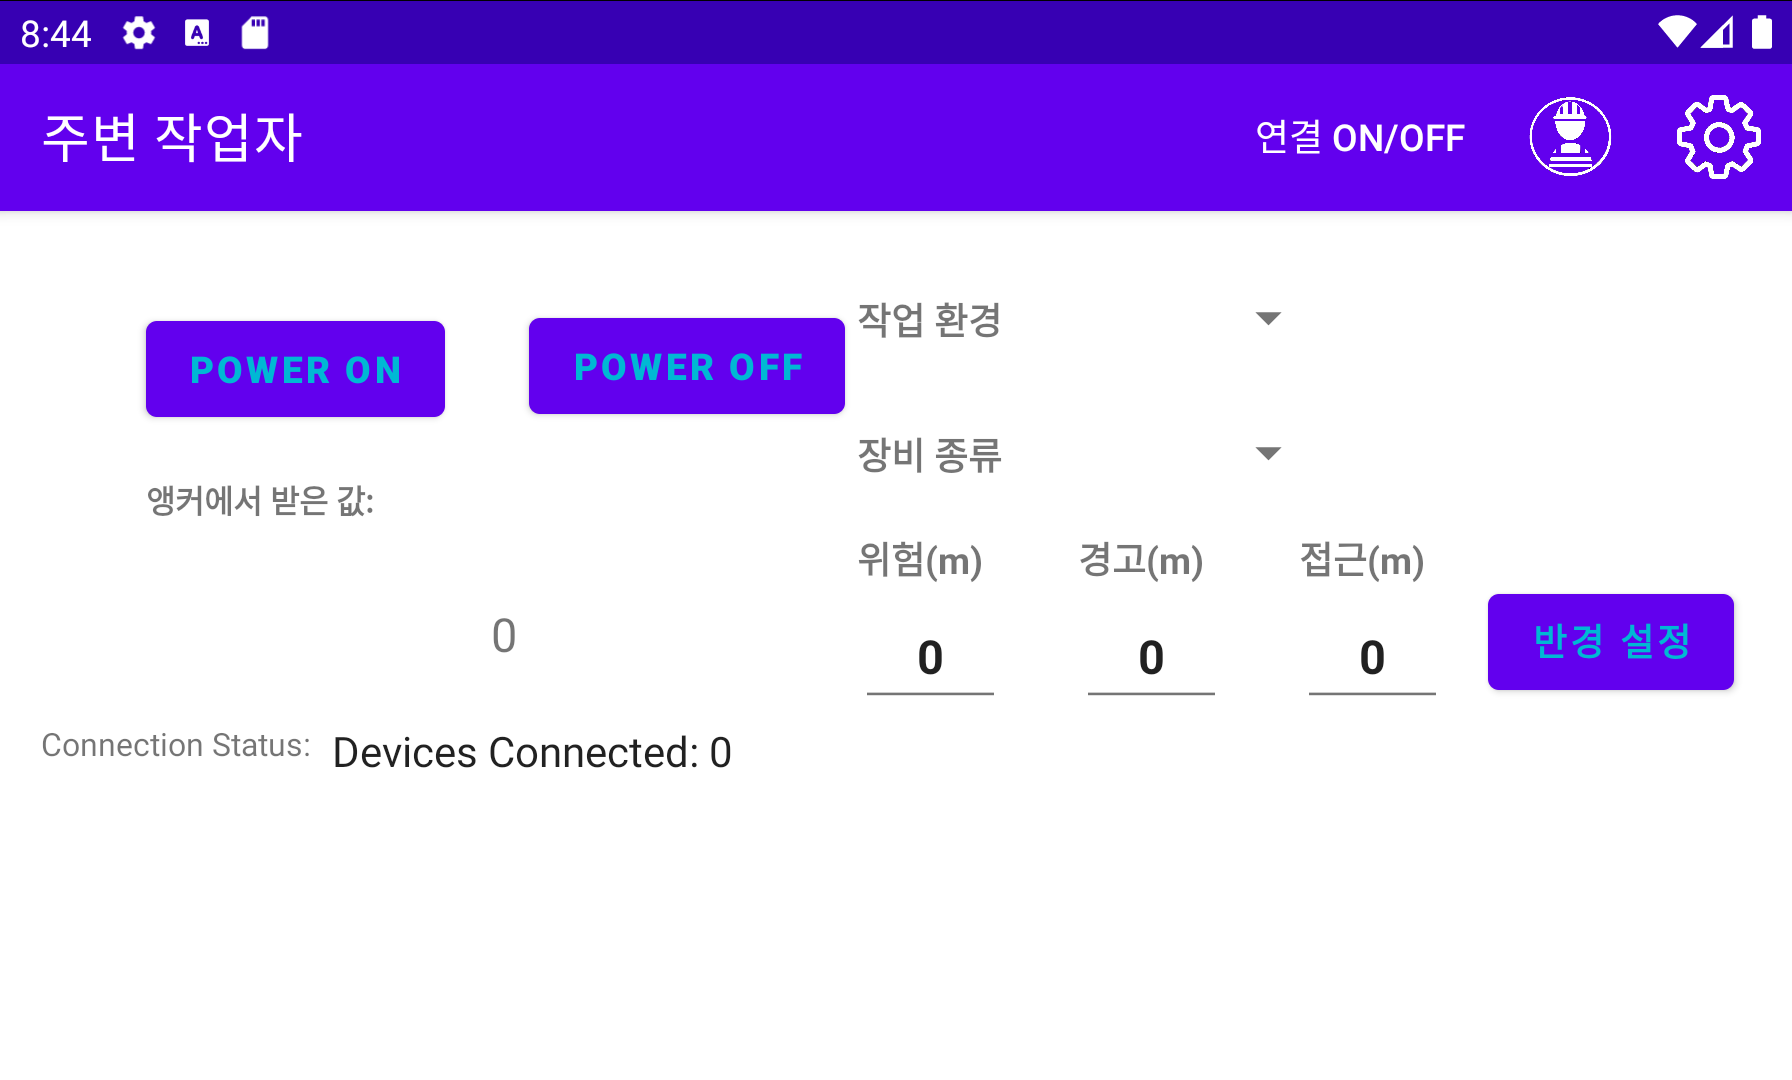 8:44
주변 작업자
연결 ON/OFF
POWER ON
POWER OFF
작업 환경
장비 종류
앵커에서 받은 값:
위험(m)
경고(m)
접근(m)
0
0
0
0
반경 설정
Connection Status:
Devices Connected: 0